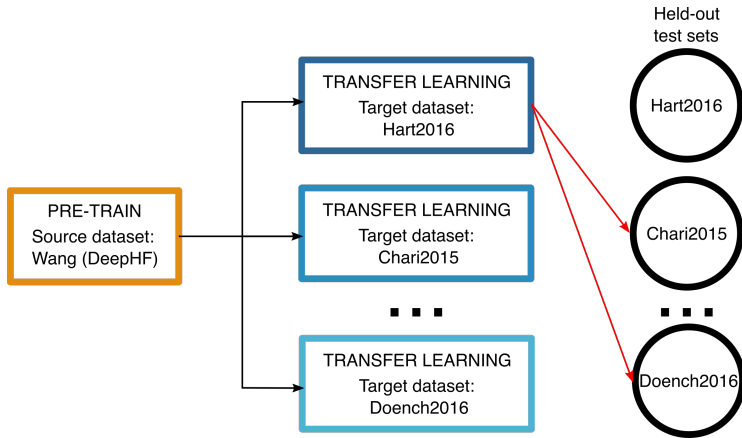 Held-out
test sets
TRANSFER LEARNING
Target dataset:
Hart2016
Hart2016
PRE-TRAIN
Source dataset:
Wang (DeepHF)
TRANSFER LEARNING
Target dataset:
Chari2015
Chari2015
TRANSFER LEARNING
Target dataset:
Doench2016
Doench2016